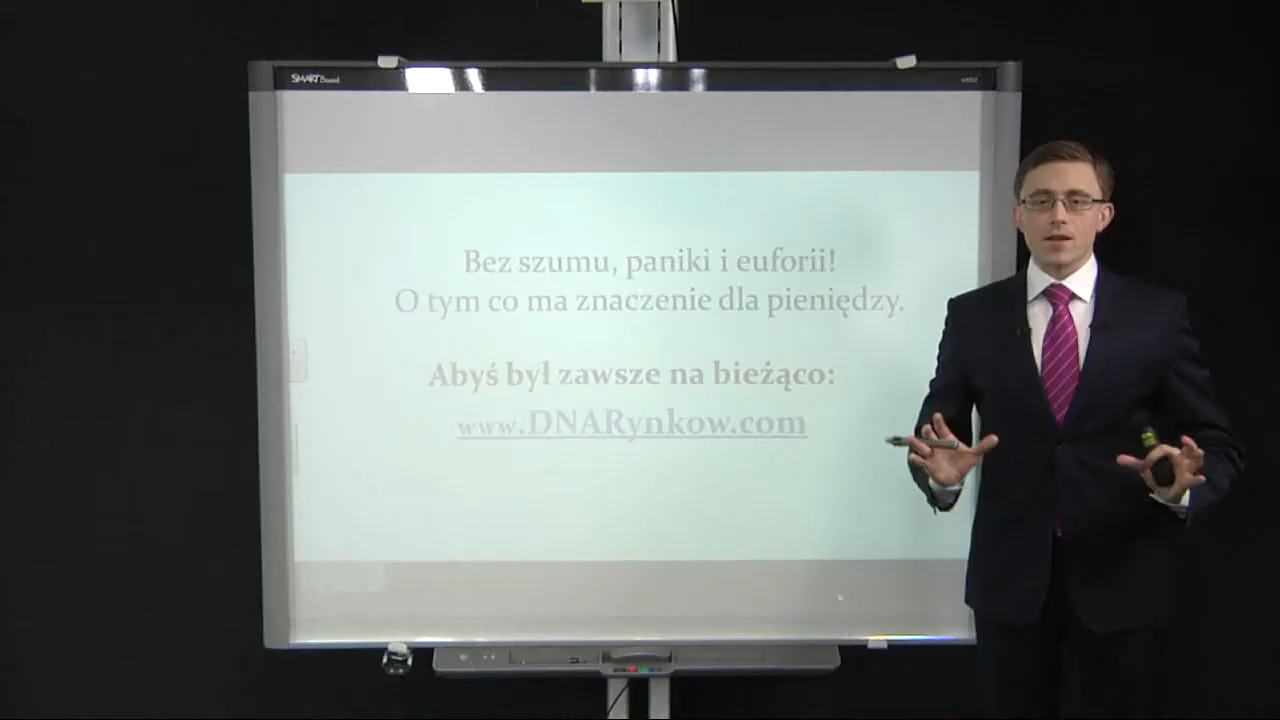 SMART Board
Bez szumu, paniki i euforii!
O tym co ma znaczenie dla pieniędzy.
Abyś był zawsze na bieżąco:
www.DNARynkow.com